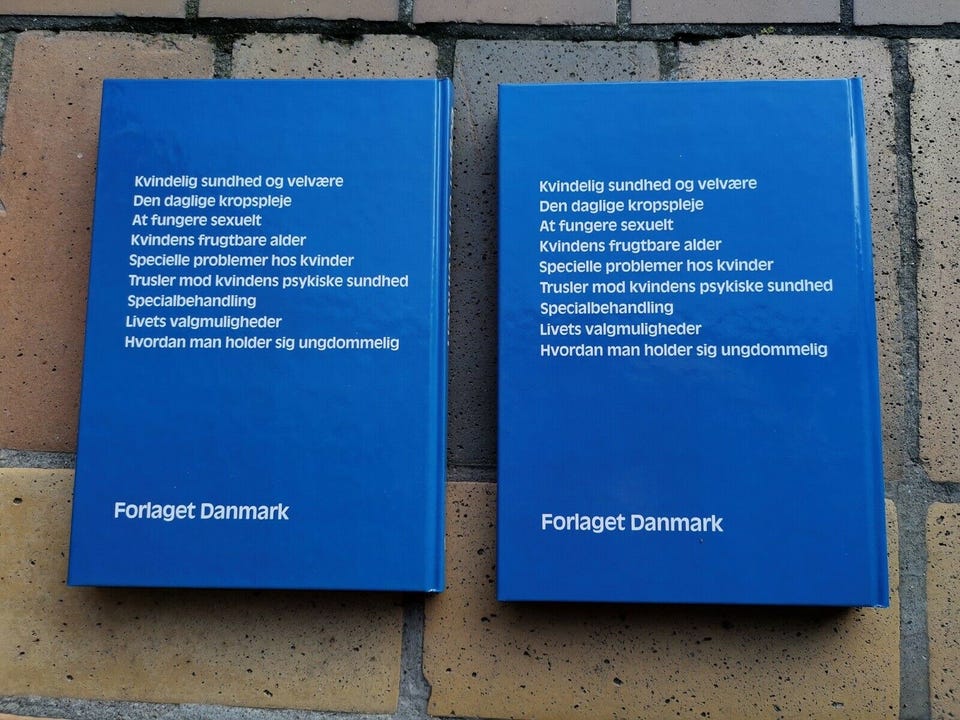 Kvindelig sundhed og velvære
Den daglige kropspleje
At fungere sexuelt
Kvindens frugtbare alder
Specielle problemer hos kvinder
Trusler mod kvindens psykiske sundhed
Specialbehandling
Livets valgmuligheder
Hvordan man holder sig ungdommelig
Forlaget Danmark
Kvindelig sundhed og velvære
Den daglige kropspleje
At fungere sexuelt
Kvindens frugtbare alder
Specielle problemer hos kvinder
Trusler mod kvindens psykiske sundhed
Specialbehandling
Livets valgmuligheder
Hvordan man holder sig ungdommelig
Forlaget Danmark